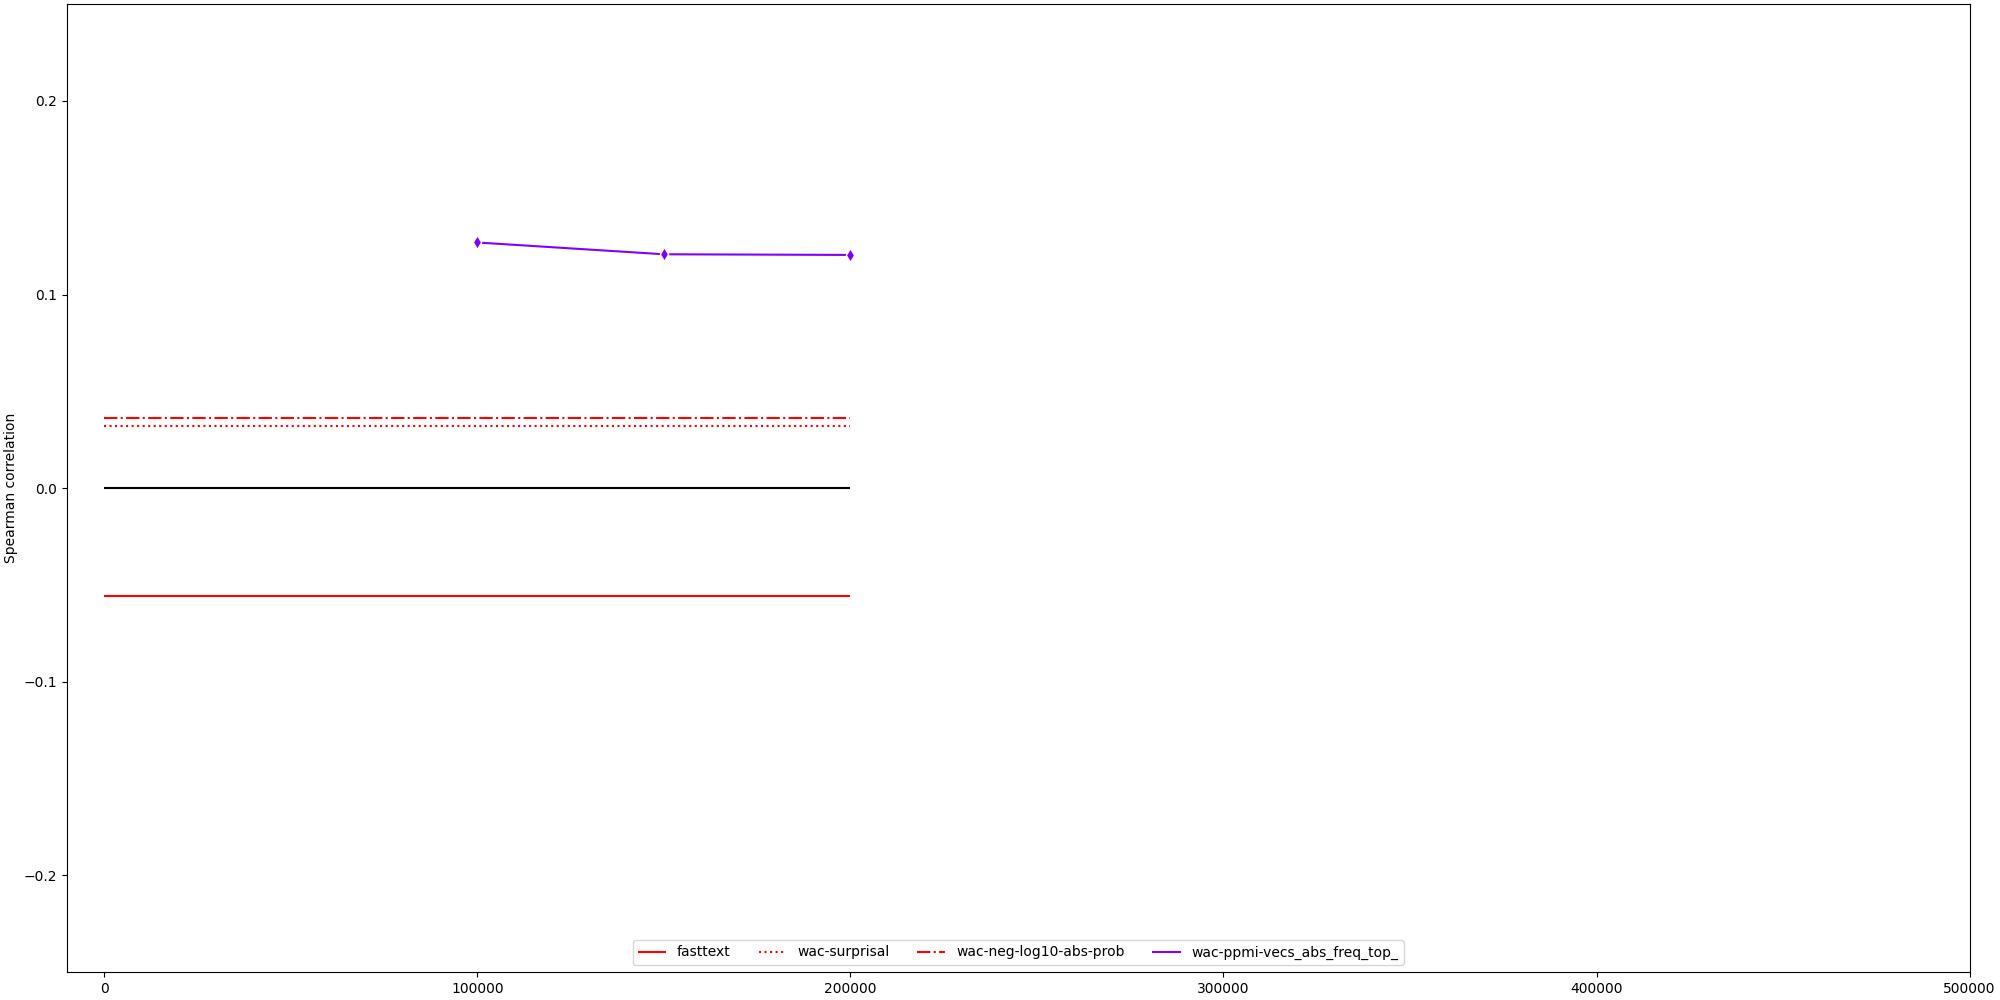 Spearman correlation
0.2
0.1
0.0
−0.1
−0.2
fasttext wac-surprisal wac-neg-log10-abs-prob wac-ppmi-vecs_abs_freq_top_
0 100000 200000 300000 400000 500000